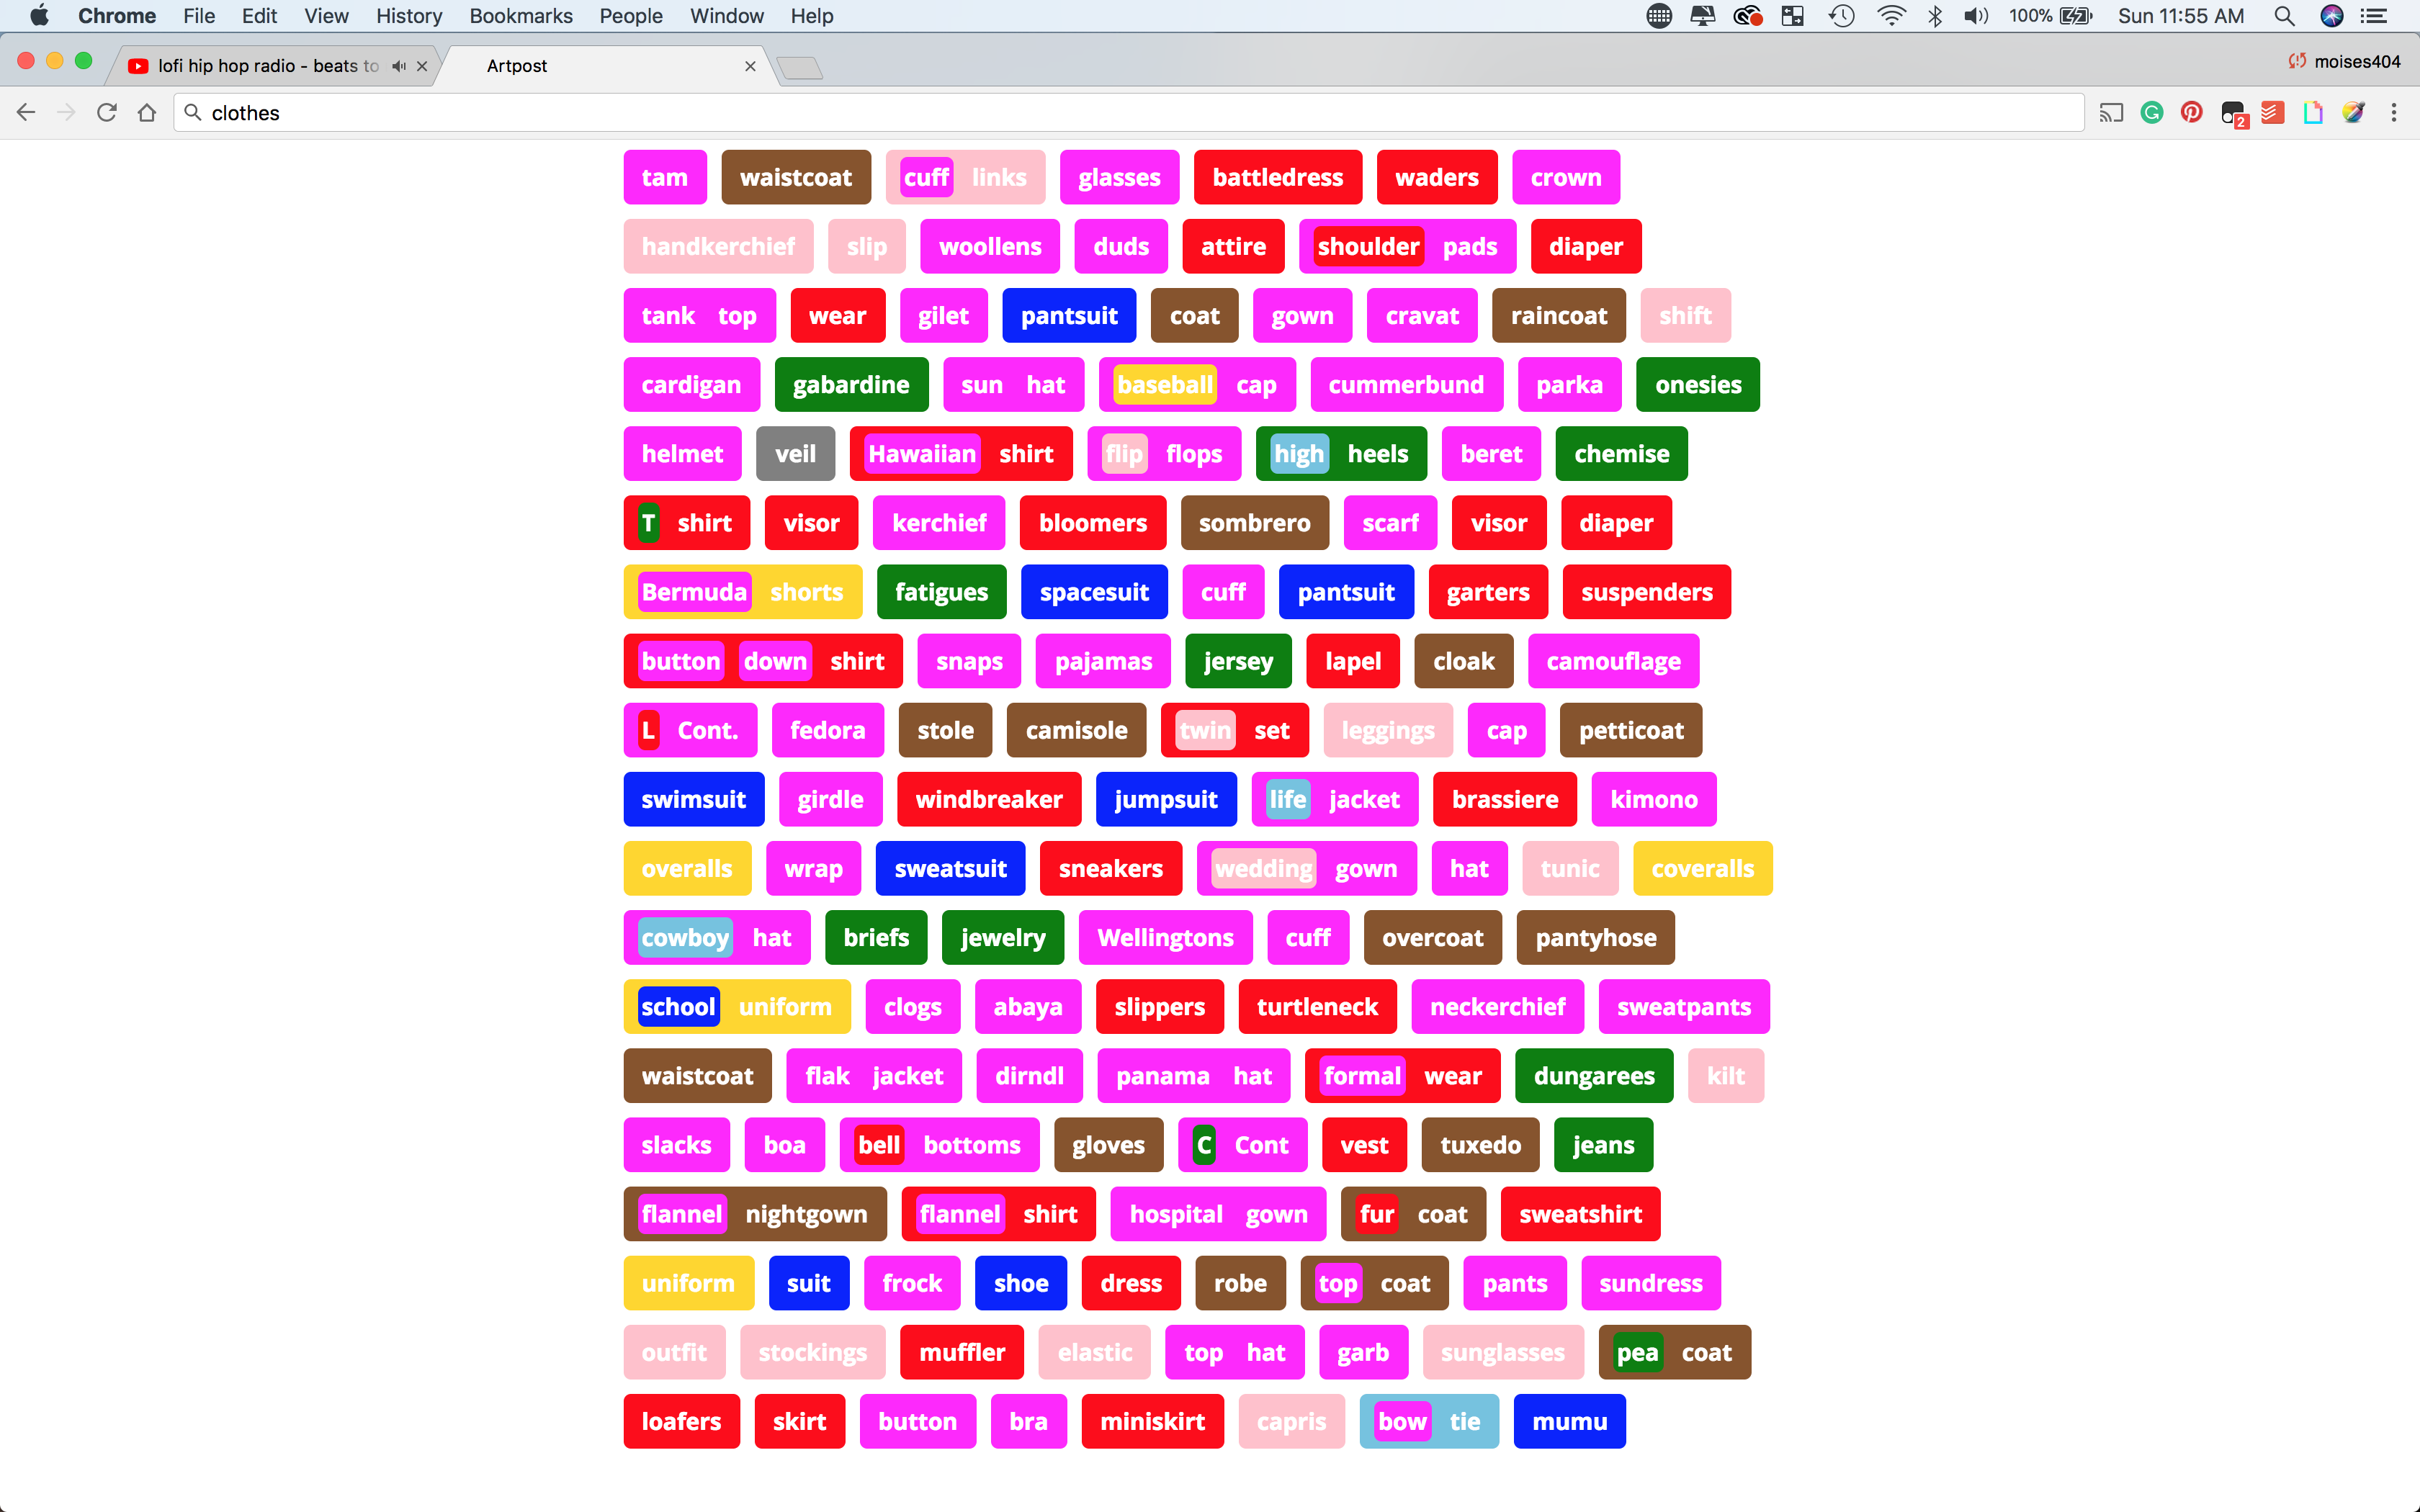 Chrome File Edit View History Bookmarks People Window Help 100% Sun 11:55 AM
lofi hip hop radio - beats to Artpost moises404
clothes 2
tam waistcoat cuff links glasses battledress waders crown
handkerchief slip woollens duds attire shoulder pads diaper
tank top wear gilet pantsuit coat gown cravat raincoat shift
cardigan gabardine sun hat baseball cap cummerbund parka onesies
helmet veil Hawaiian shirt flip flops high heels beret chemise
T shirt visor kerchief bloomers sombrero scarf visor diaper
Bermuda shorts fatigues spacesuit cuff pantsuit garters suspenders
button down shirt snaps pajamas jersey lapel cloak camouflage
L Cont. fedora stole camisole twin set leggings cap petticoat
swimsuit girdle windbreaker jumpsuit life jacket brassiere kimono
overalls wrap sweatsuit sneakers wedding gown hat tunic coveralls
cowboy hat briefs jewelry Wellingtons cuff overcoat pantyhose
school uniform clogs abaya slippers turtleneck neckerchief sweatpants
waistcoat flak jacket dirndl panama hat formal wear dungarees kilt
slacks boa bell bottoms gloves C Cont vest tuxedo jeans
flannel nightgown flannel shirt hospital gown fur coat sweatshirt
uniform suit frock shoe dress robe top coat pants sundress
outfit stockings muffler elastic top hat garb sunglasses pea coat
loafers skirt button bra miniskirt capris bow tie mumu